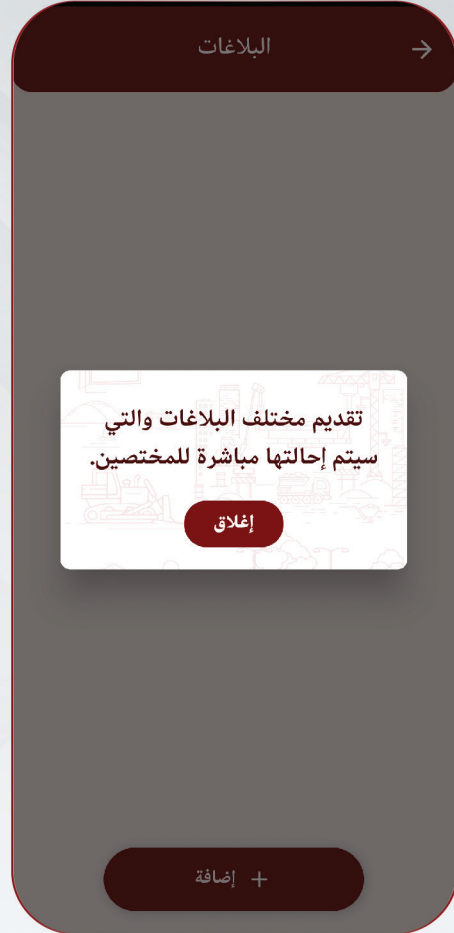 البلاغات
تقديم مختلف البلاغات والتي
سيتم إحالتها مباشرة للمختصين.
إغلاق
+ إضافة